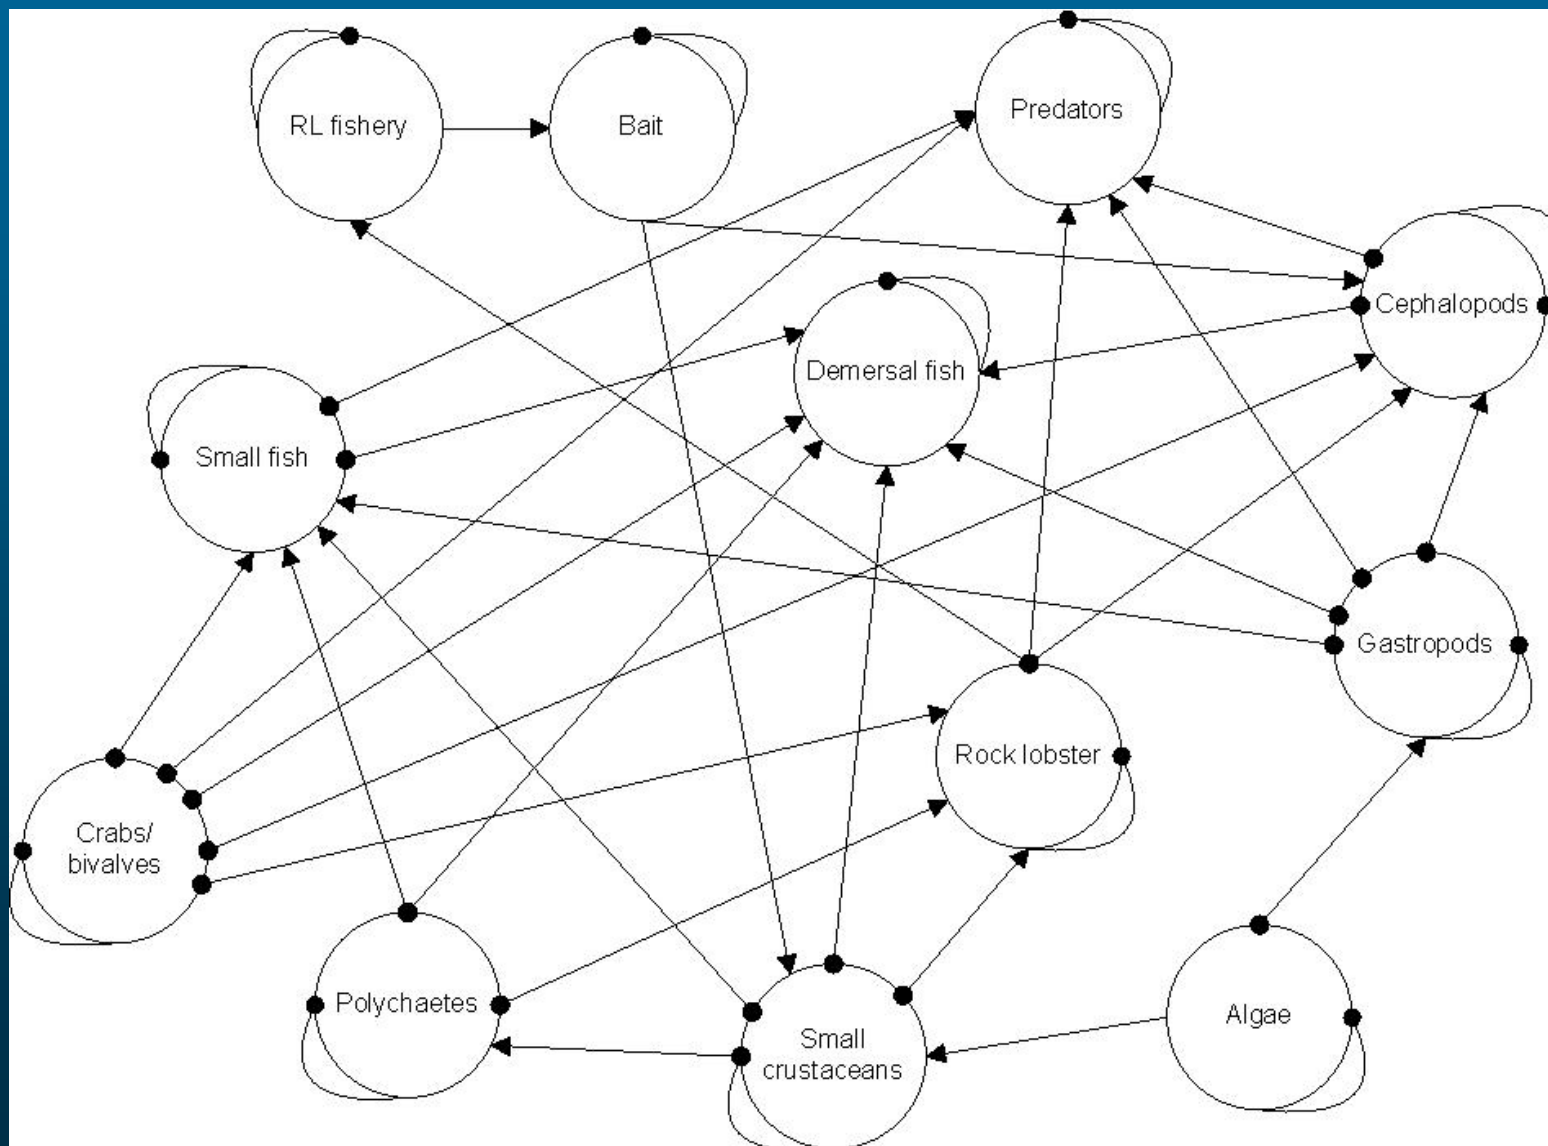 RL fishery
Bait
Predators
Cephalopods
Demersal fish
Small fish
Gastropods
Rock lobster
Crabs/
bivalves
Polychaetes
Small
crustaceans
Algae